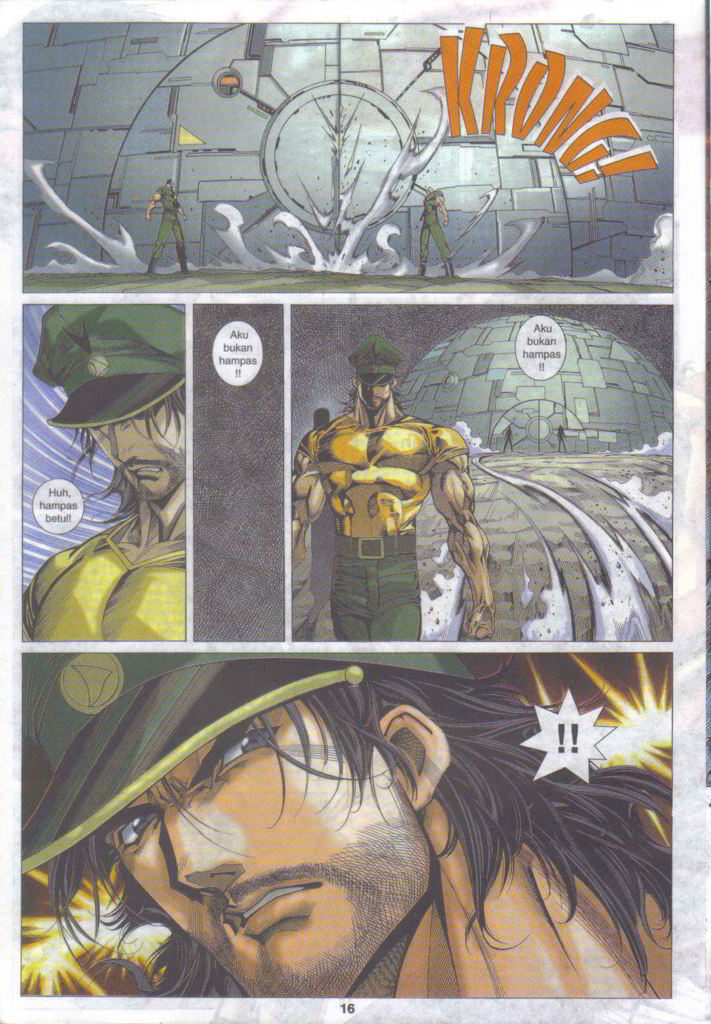 KRONG!
Huh,
hampas
betul!
Aku
bukan
hampas
!!
Aku
bukan
hampas
!!
!!
16